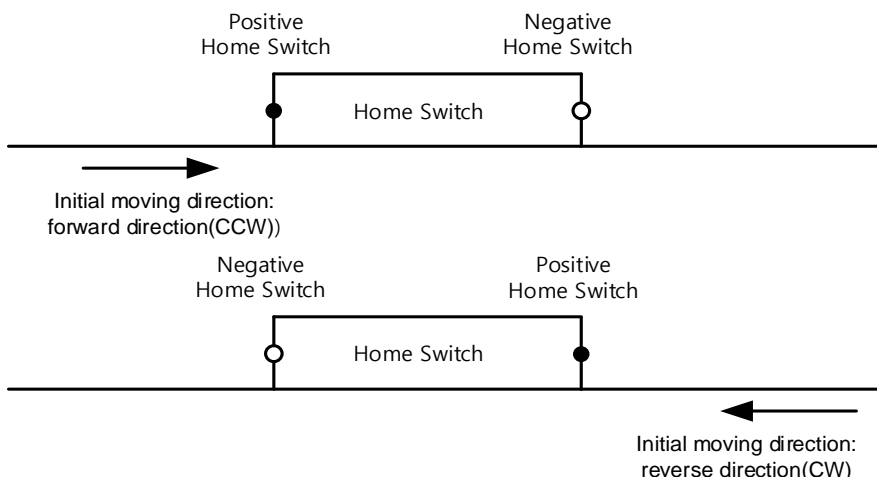 Positive
Home Switch
Negative
Home Switch
Home Switch
Initial moving direction:
forward direction(CCW))
Negative
Home Switch
Positive
Home Switch
Home Switch
Initial moving direction:
reverse direction(CW)